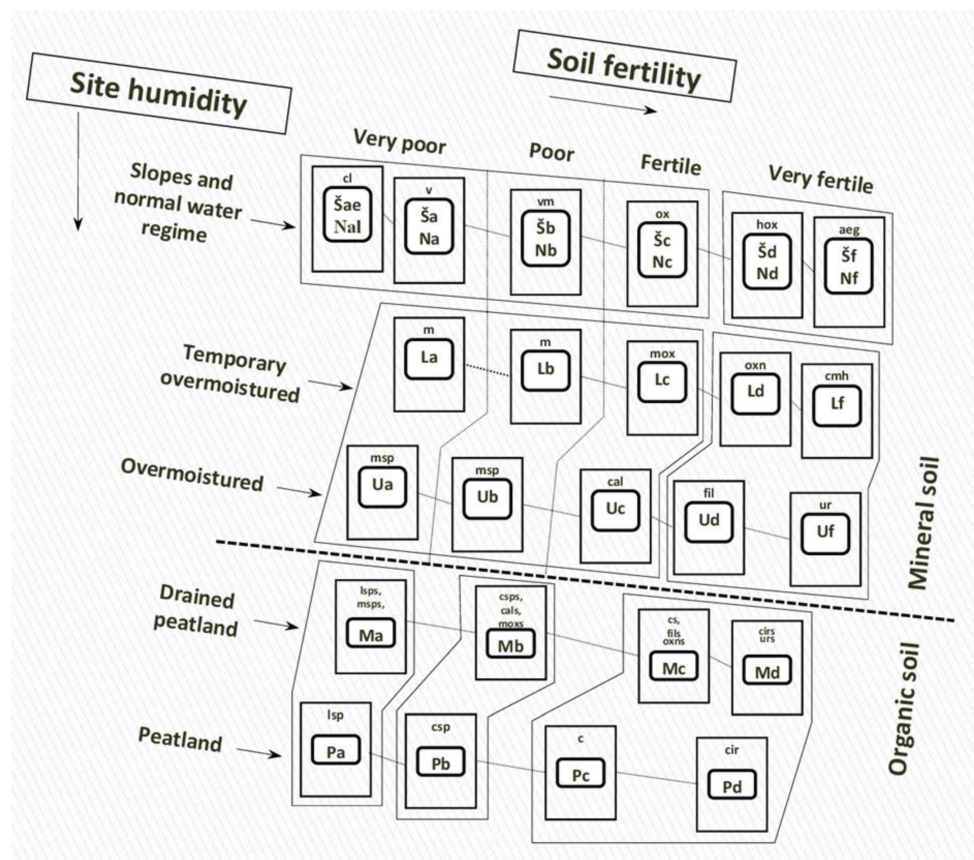 Site humidity
Soil fertility
Very poor
Poor
Fertile
Very fertile
Slopes and
normal water
regime
cl
Šae
Nal
v
Ša
Na
vm
Šb
Nb
ox
Šc
Nc
hox
Šd
Nd
aeg
Šf
Nf
Temporary
overmoistured
m
La
m
Lb
mox
Lc
oxn
Ld
cmh
Lf
Overmoistured
msp
Ua
msp
Ub
cal
Uc
fil
Ud
ur
Uf
Mineral soil
Drained
peatland
lsps,
msps,
Ma
csps,
cals,
moxs
Mb
cs,
fils
oxns
Mc
cirs
urs
Md
Organic soil
Peatland
lsp
Pa
csp
Pb
c
Pc
cir
Pd